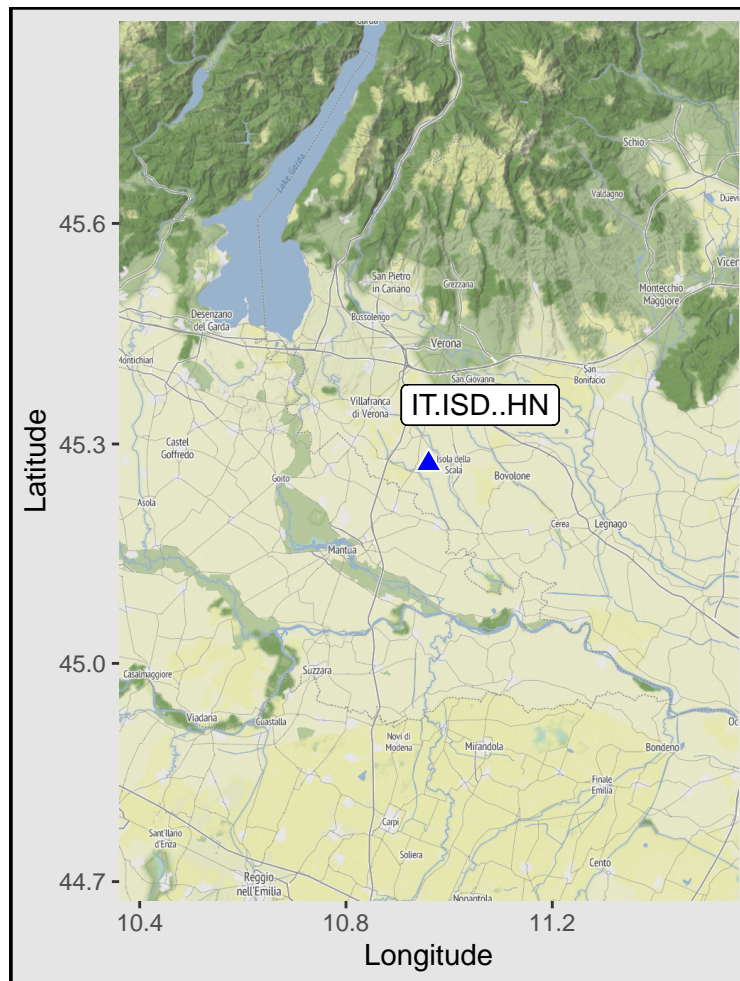 Garda
Lake Garda
Schio
Valdagno
45.6
San Pietro
in Cariano
Grezzana
Montecchio
Maggiore
Desenzano
del Garda
Bussolengo
Verona
Montichiari
San Giovanni
San
Bonifacio
Villafranca
di Verona
IT.ISD..HN
45.3
Castel
Goffredo
Isola della
Scala
Bovolone
Goito
Asola
Cerea
Legnago
Mantua
Latitude
45.0
Casalmaggiore
Suzzara
Viadana
Guastalla
Novi di
Modena
Mirandola
Bondeno
Finale
Emilia
Carpi
Sant'Ilario
d'Enza
Soliera
Cento
44.7
Reggio
nell'Emilia
Nonantola
10.4
10.8
11.2
Longitude